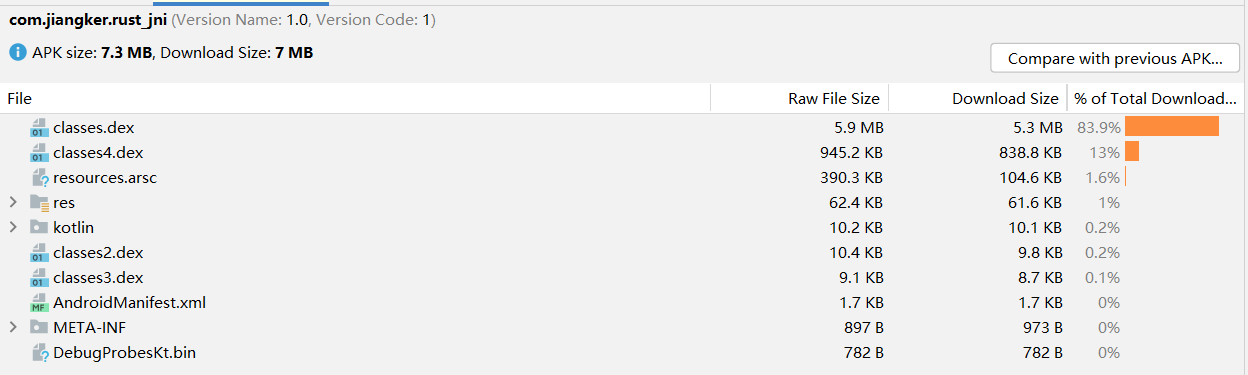 com.jiangker.rust_jni (Version Name: 1.0, Version Code: 1)
APK size: 7.3 MB, Download Size: 7 MB
Compare with previous APK...
File Raw File Size Download Size % of Total Download...
classes.dex 5.9 MB 5.3 MB 83.9%
classes4.dex 945.2 KB 838.8 KB 13%
resources.arsc 390.3 KB 104.6 KB 1.6%
res 62.4 KB 61.6 KB 1%
kotlin 10.2 KB 10.1 KB 0.2%
classes2.dex 10.4 KB 9.8 KB 0.2%
classes3.dex 9.1 KB 8.7 KB 0.1%
AndroidManifest.xml 1.7 KB 1.7 KB 0%
META-INF 897 B 973 B 0%
DebugProbesKt.bin 782 B 782 B 0%